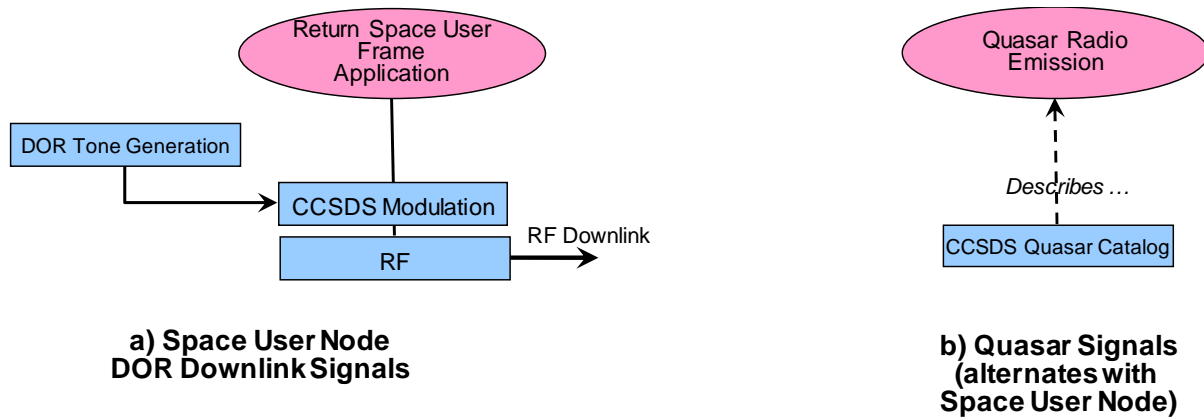 Return Space User
Frame
Application
DOR Tone Generation
CCSDS Modulation
RF
RF Downlink
a) Space User Node
DOR Downlink Signals
Quasar Radio
Emission
Describes …
CCSDS Quasar Catalog
b) Quasar Signals
(alternates with
Space User Node)